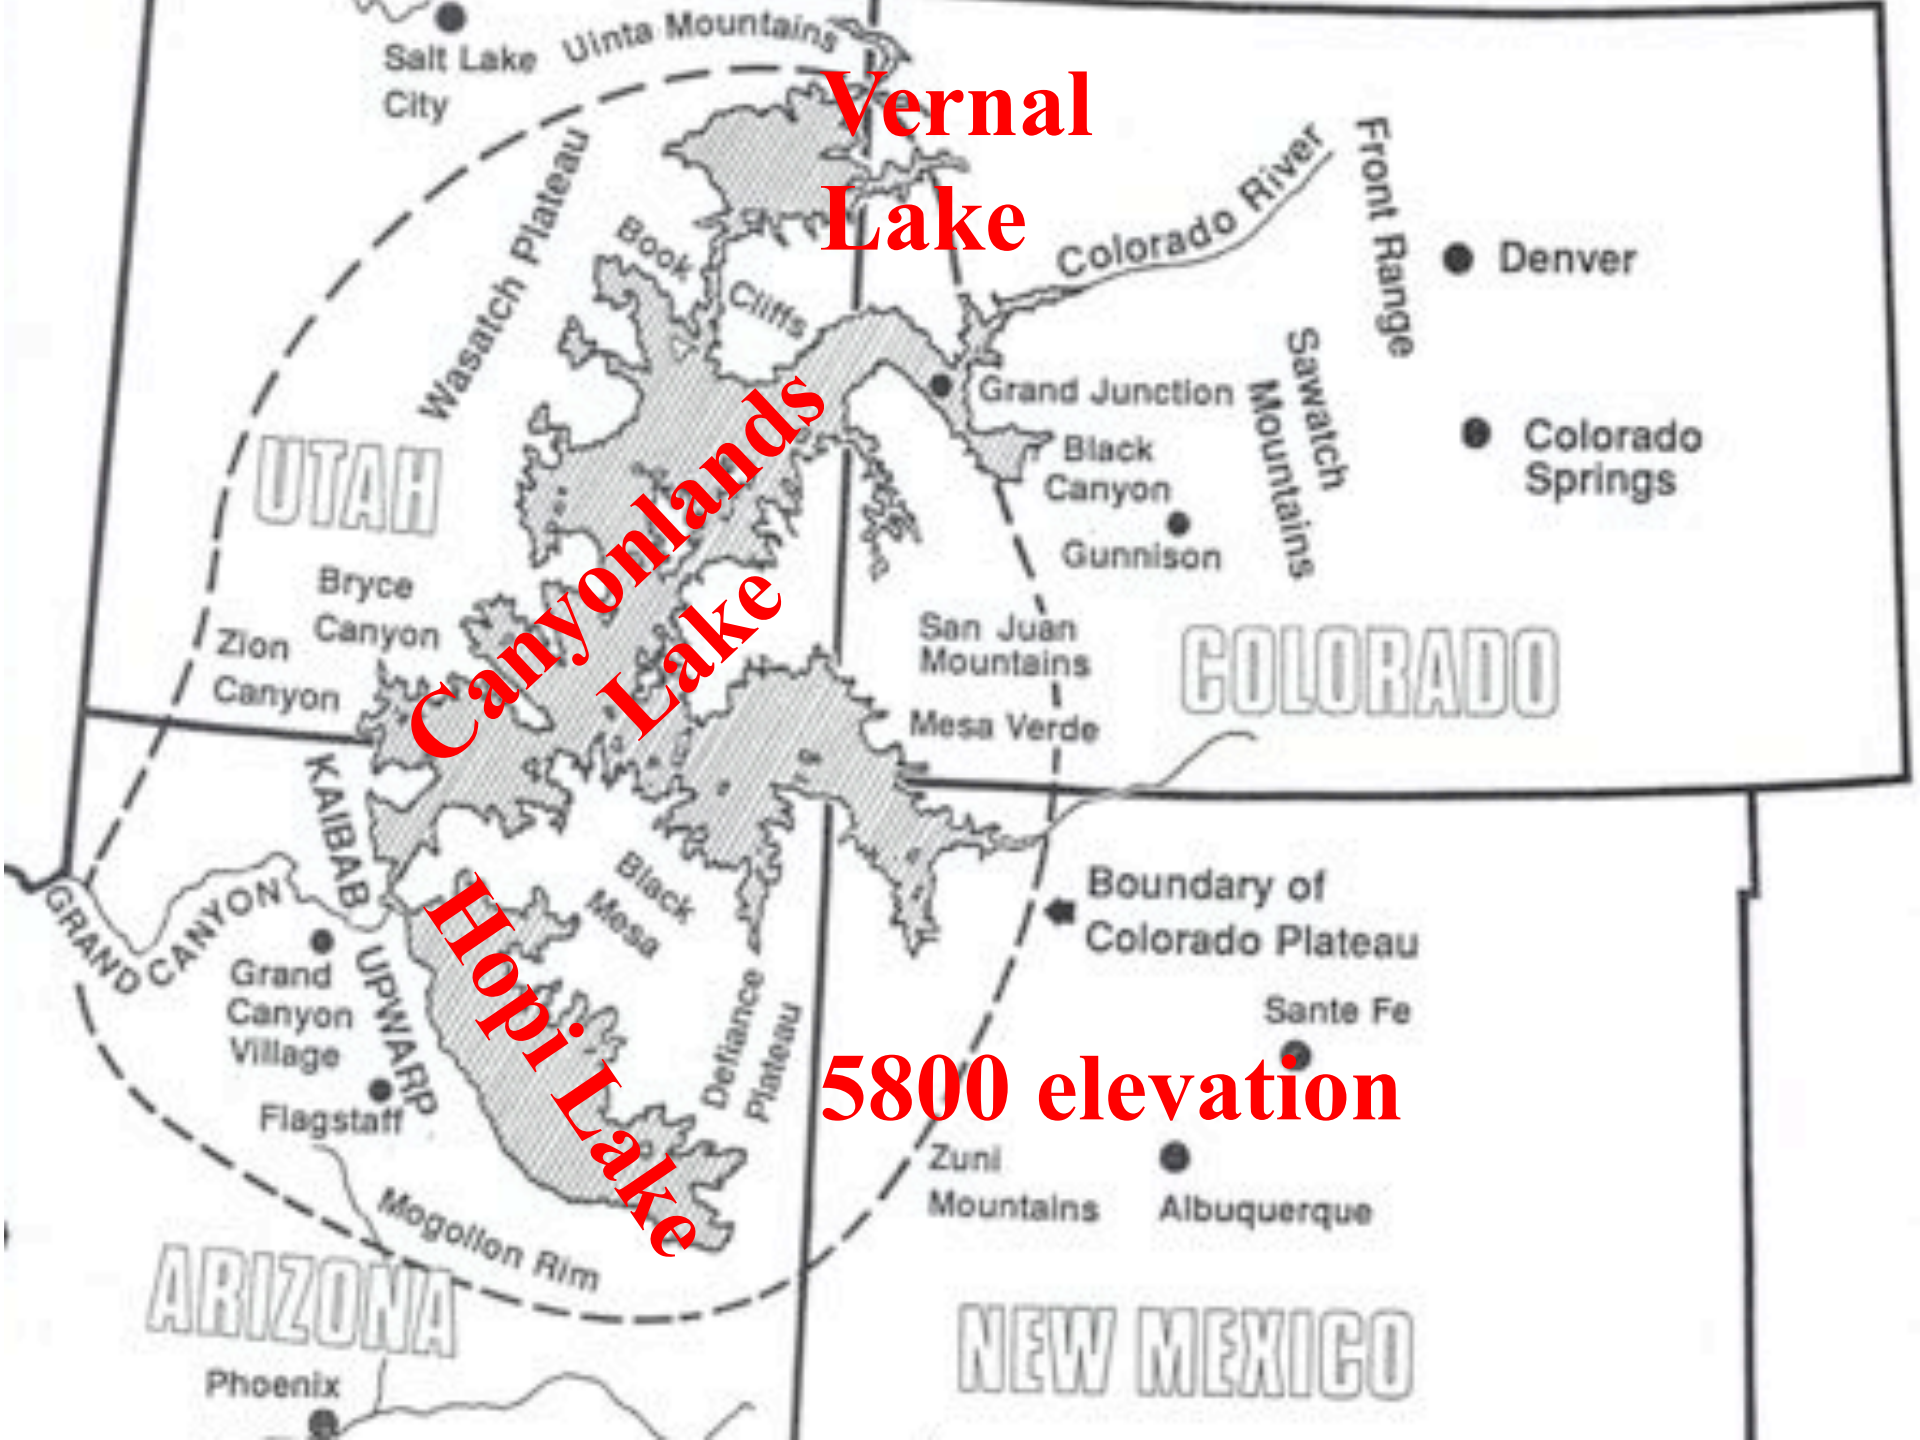 Salt Lake
City
Uinta Mountains
Vernal
Lake
Wasatch Plateau
Book
Cliffs
Colorado River
Front Range
Denver
Sawatch
Mountains
Grand Junction
Colorado
Springs
Black
Canyon
Gunnison
UTAH
Canyonlands
Lake
Bryce
Canyon
Zion
Canyon
San Juan
Mountains
COLORADO
Mesa Verde
KAIBAB
UPWARP
GRAND
CANYON
Black
Mesa
Boundary of
Colorado Plateau
Grand
Canyon
Village
Hopi Lake
Defiance
Plateau
Sante Fe
5800 elevation
Flagstaff
Zuni
Mountains
Albuquerque
Mogollon Rim
ARIZONA
NEW MEXICO
Phoenix